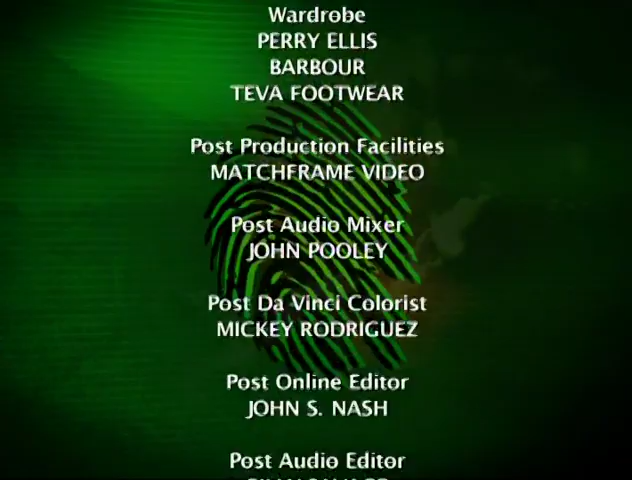 Wardrobe
PERRY ELLIS
BARBOUR
TEVA FOOTWEAR
Post Production Facilities
MATCHFRAME VIDEO
Post Audio Mixer
JOHN POOLEY
Post Da Vinci Colorist
MICKEY RODRIGUEZ
Post Online Editor
JOHN S. NASH
Post Audio Editor